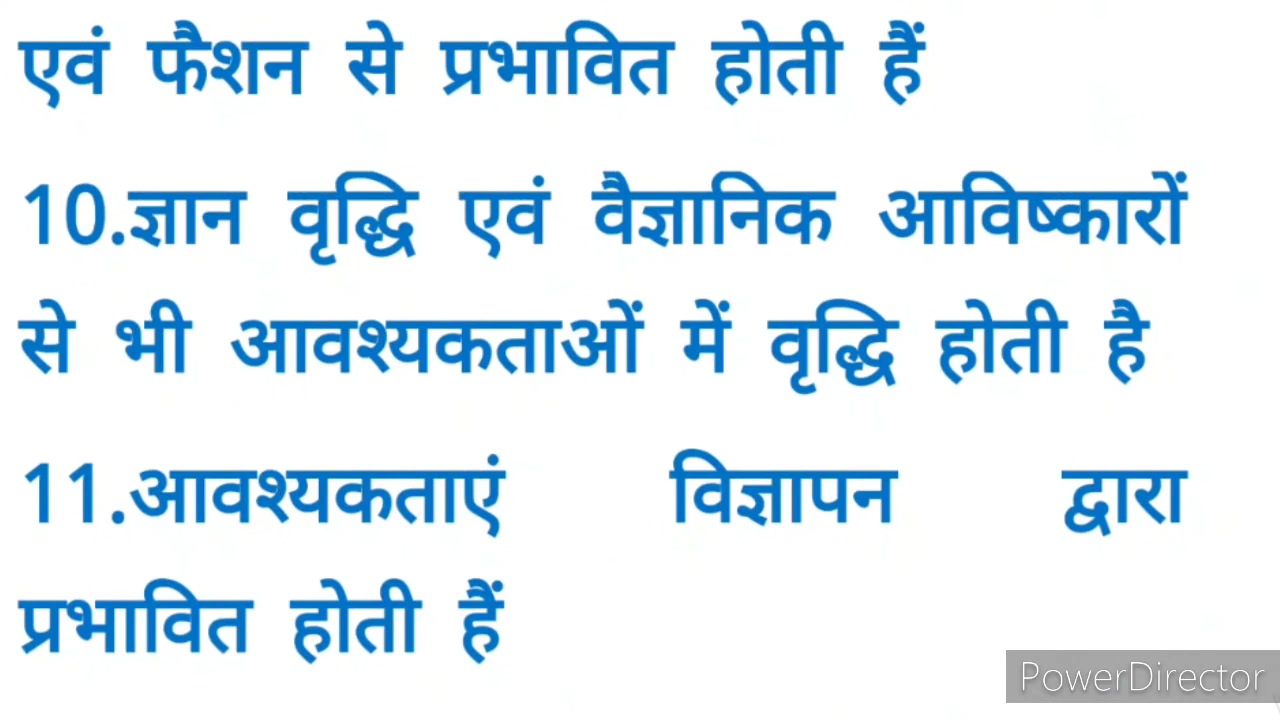 एवं फैशन से प्रभावित होती हैं
10.ज्ञान वृद्धि एवं वैज्ञानिक आविष्कारों
से भी आवश्यकताओं में वृद्धि होती है
11.आवश्यकताएं विज्ञापन द्वारा
प्रभावित होती हैं
PowerDirector